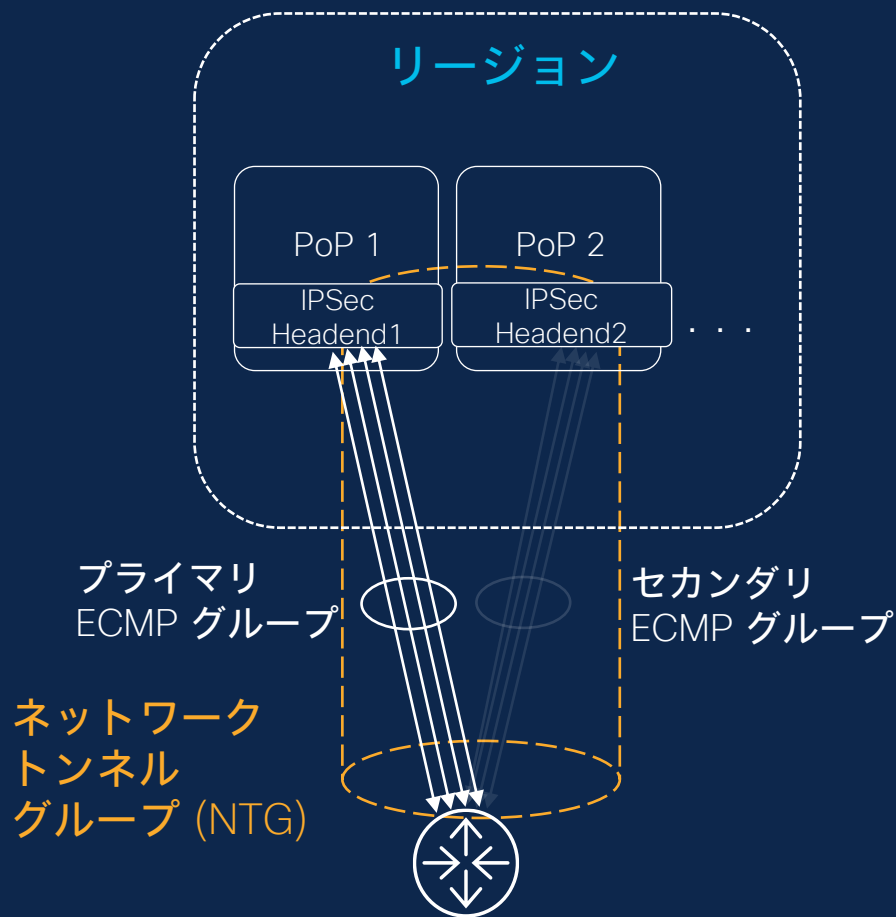 リージョン
PoP 1
PoP 2
IPSec
Headend1
IPSec
Headend2
. . .
プライマリ
ECMP グループ
セカンダリ
ECMP グループ
ネットワーク
トンネル
グループ (NTG)